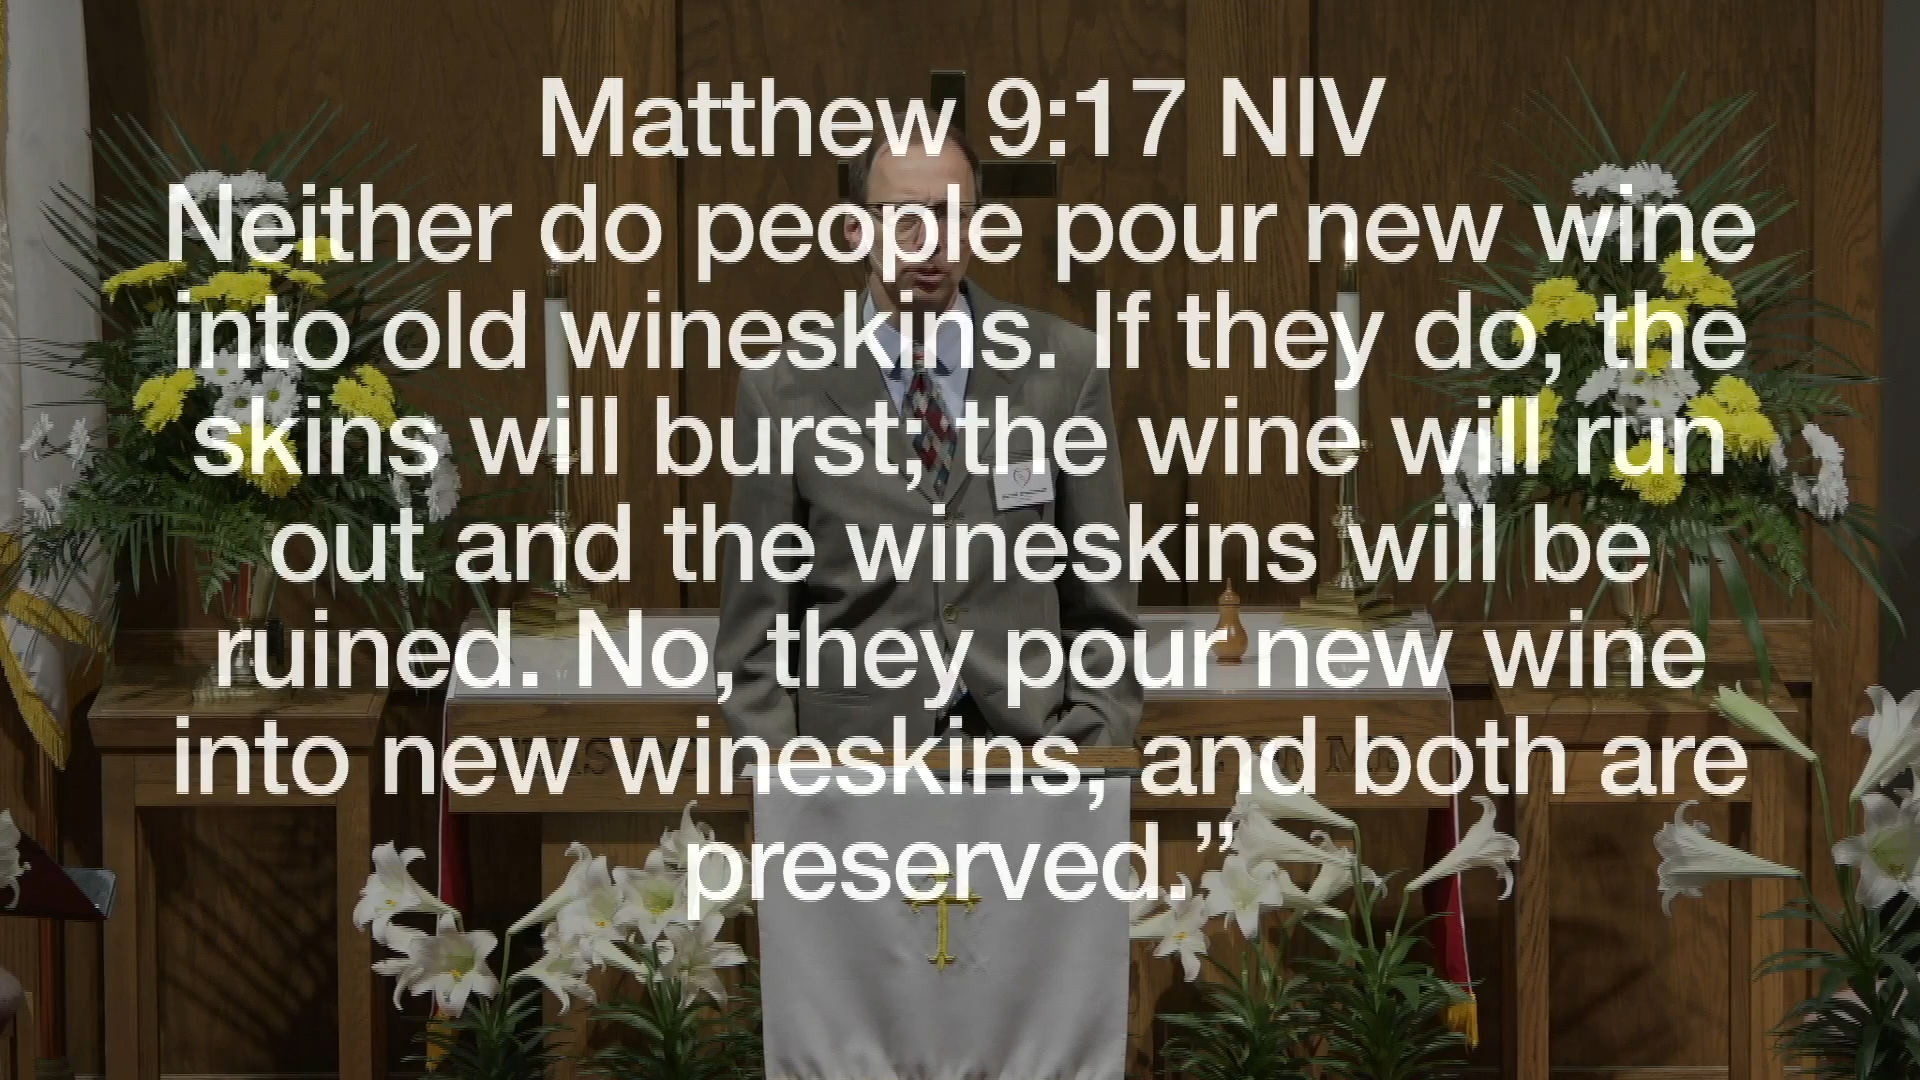 Matthew 9:17 NIV
Neither do people pour new wine
into old wineskins. If they do, the
skins will burst; the wine will run
out and the wineskins will be
ruined. No, they pour new wine
into new wineskins, and both are
preserved.”